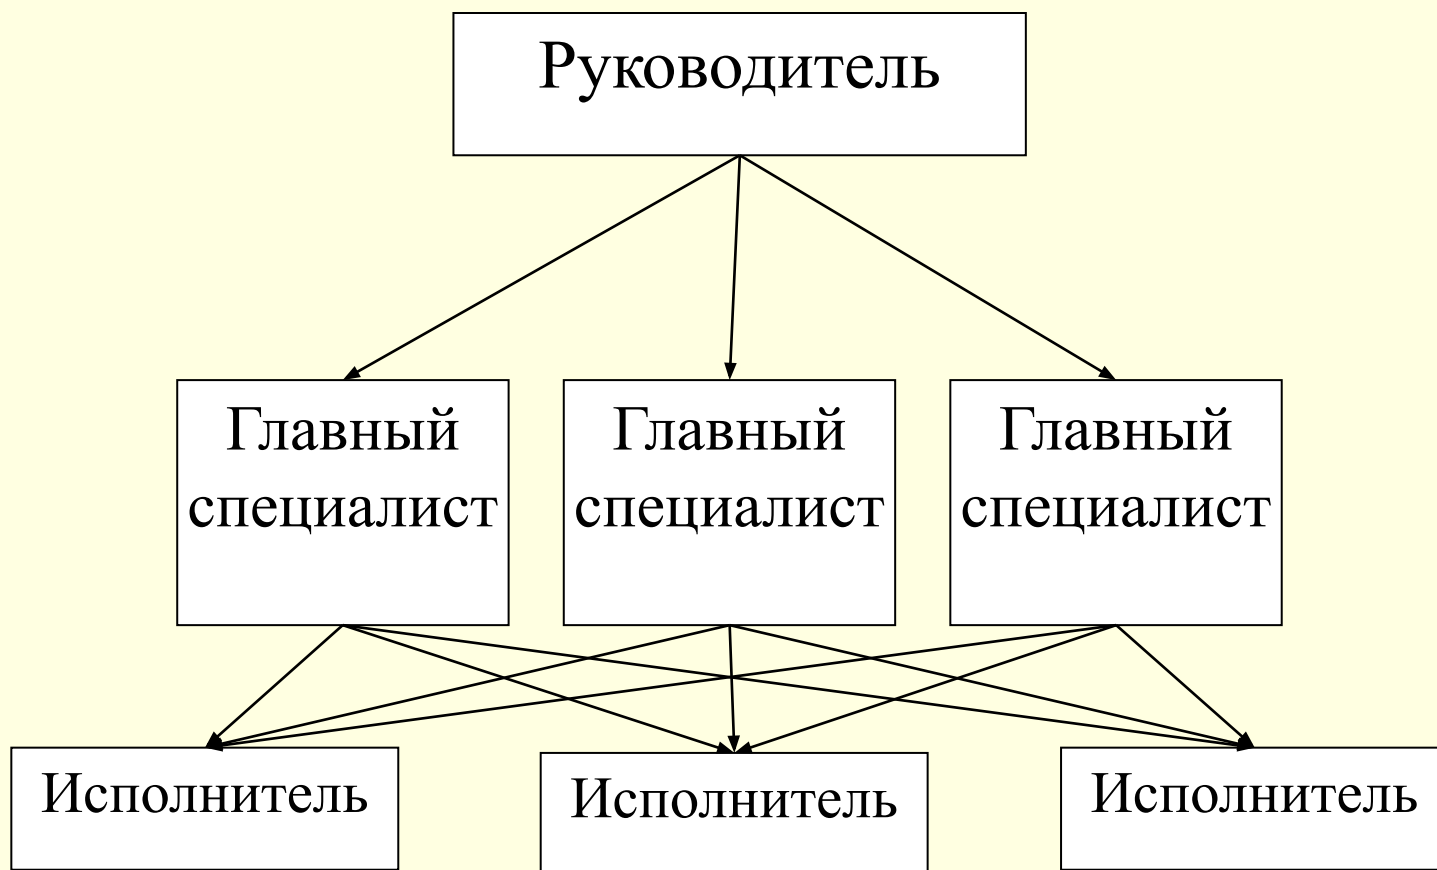 Руководитель
Главный
специалист
Главный
специалист
Главный
специалист
Исполнитель
Исполнитель
Исполнитель